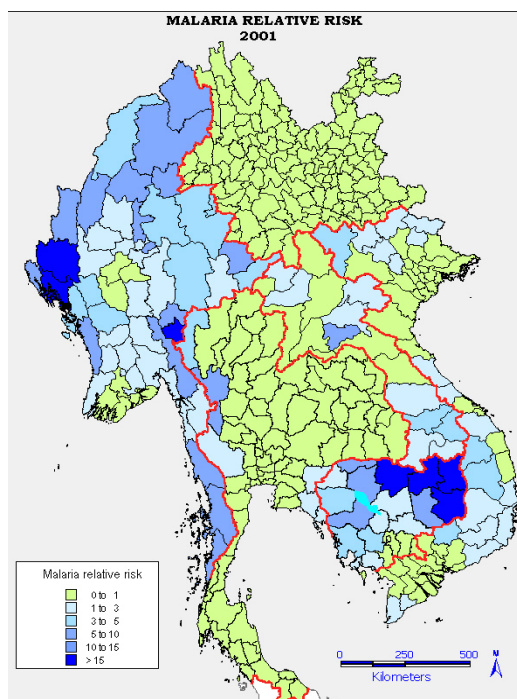 MALARIA RELATIVE RISK
2001
Malaria relative risk
0 to 1
1 to 3
3 to 5
5 to 10
10 to 15
> 15
0 250 500
Kilometers
N